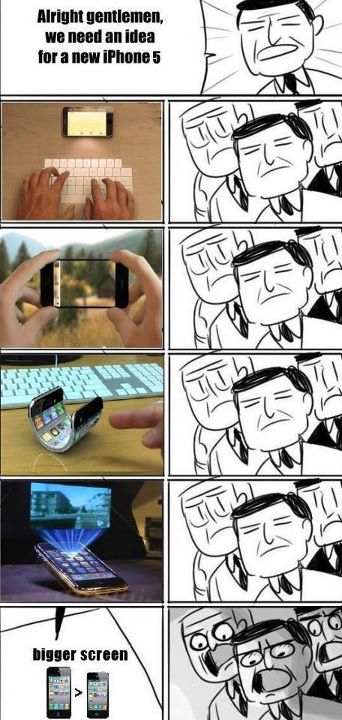 Alright gentlemen,
we need an idea
for a new iPhone 5
bigger screen
>